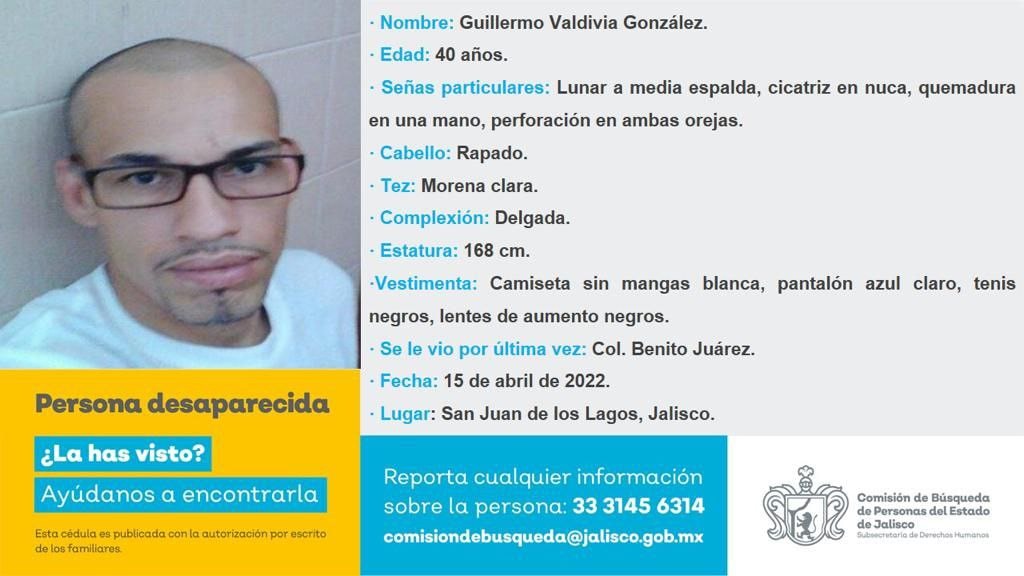 · Nombre: Guillermo Valdivia González.
· Edad: 40 años.
· Señas particulares: Lunar a media espalda, cicatriz en nuca, quemadura
en una mano, perforación en ambas orejas.
· Cabello: Rapado.
· Tez: Morena clara.
· Complexión: Delgada.
· Estatura: 168 cm.
·Vestimenta: Camiseta sin mangas blanca, pantalón azul claro, tenis
negros, lentes de aumento negros.
· Se le vio por última vez: Col. Benito Juárez.
· Fecha: 15 de abril de 2022.
· Lugar: San Juan de los Lagos, Jalisco.
Persona desaparecida
¿La has visto?
Ayúdanos a encontrarla
Esta cédula es publicada con la autorización por escrito
de los familiares.
Reporta cualquier información
sobre la persona: 33 3145 6314
comisiondebusqueda@jalisco.gob.mx
Comisión de Búsqueda
de Personas del Estado
de Jalisco
Subsecretaría de Derechos Humanos